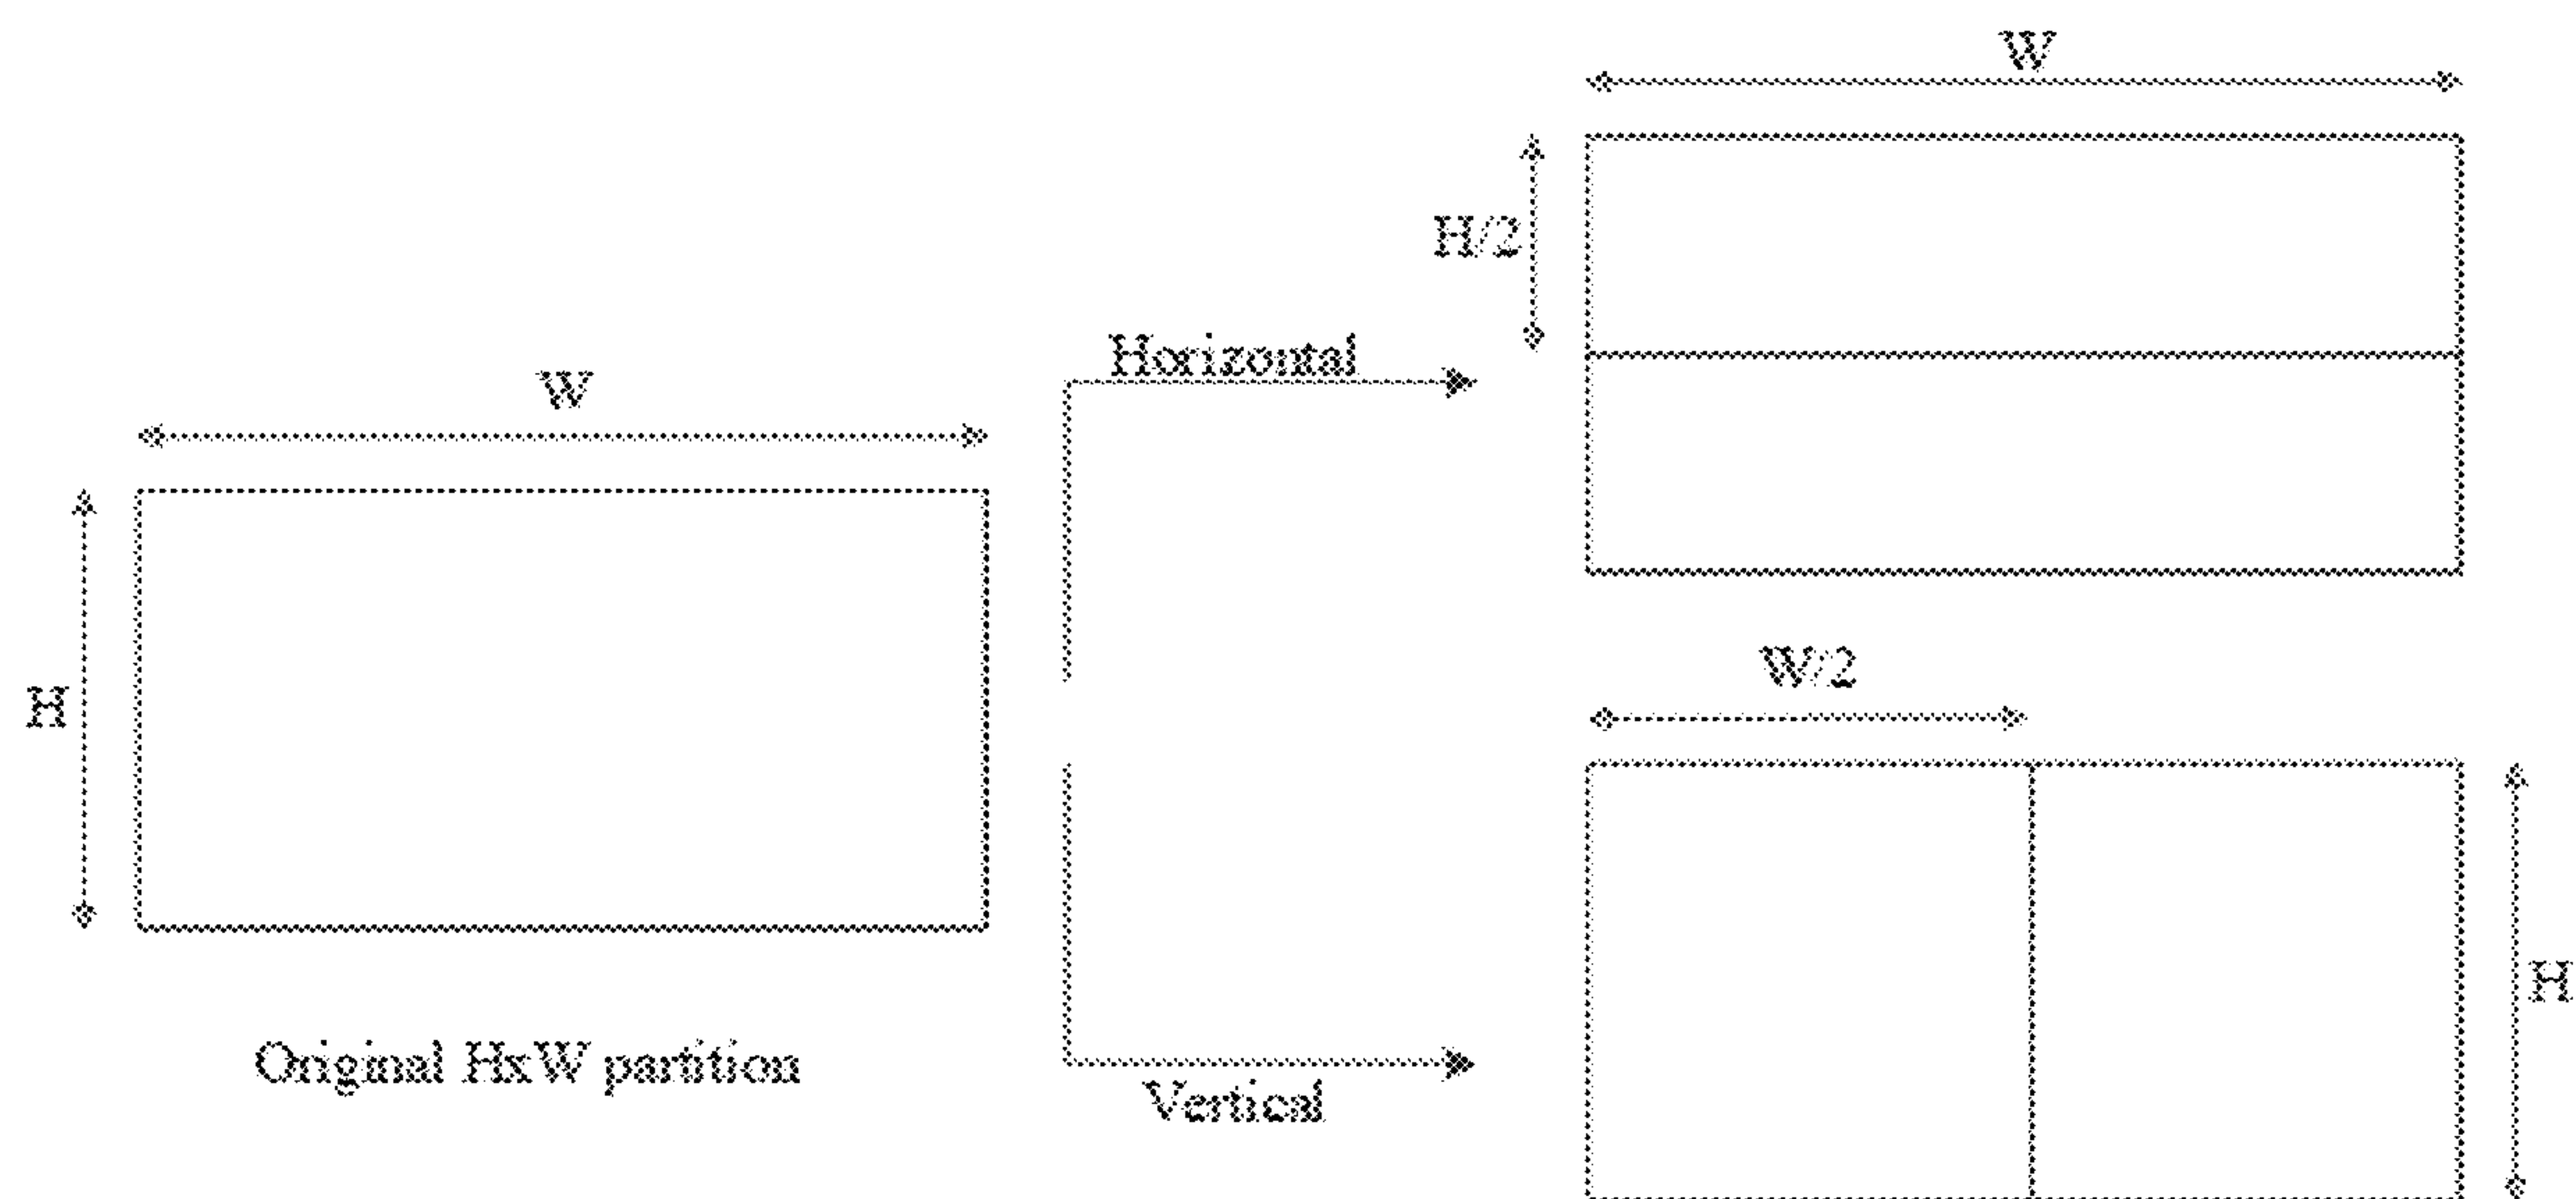 W
H/2
Horizontal
W
H
W/2
H
Original HxW partition
Vertical